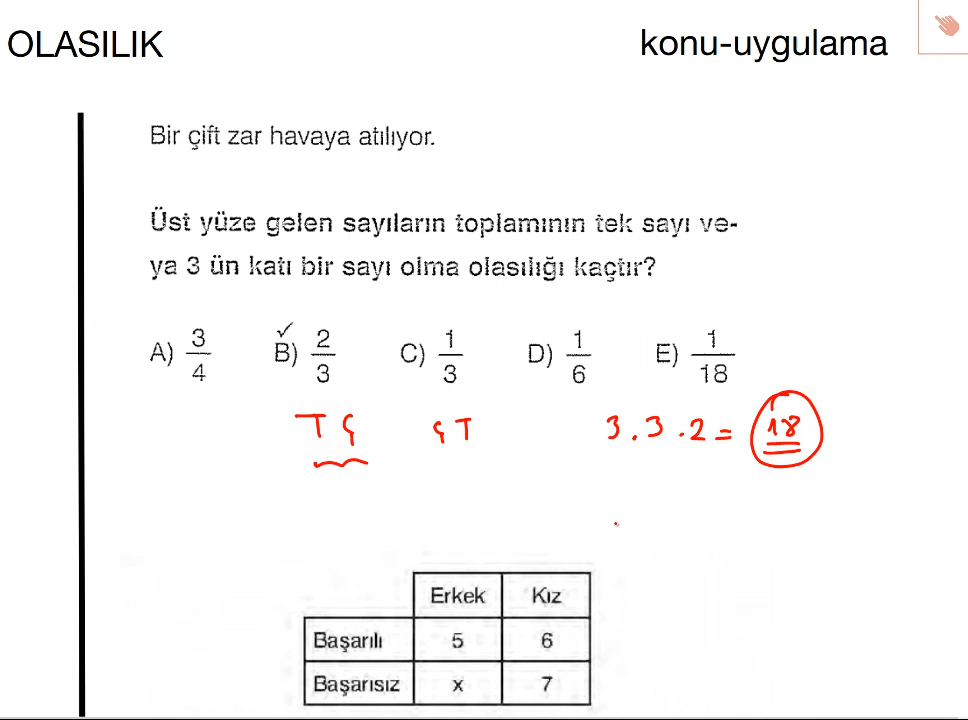 OLASILIK
konu-uygulama
Bir çift zar havaya atılıyor.
Üst yüze gelen sayıların toplamının tek sayı ve-
ya 3 ün katı bir sayı olma olasılığı kaçtır?
A) 3/4 B) 2/3 C) 1/3 D) 1/6 E) 1/18
T Ç Ç T 3.3.2= 18
Erkek Kız
Başarılı 5 6
Başarısız x 7